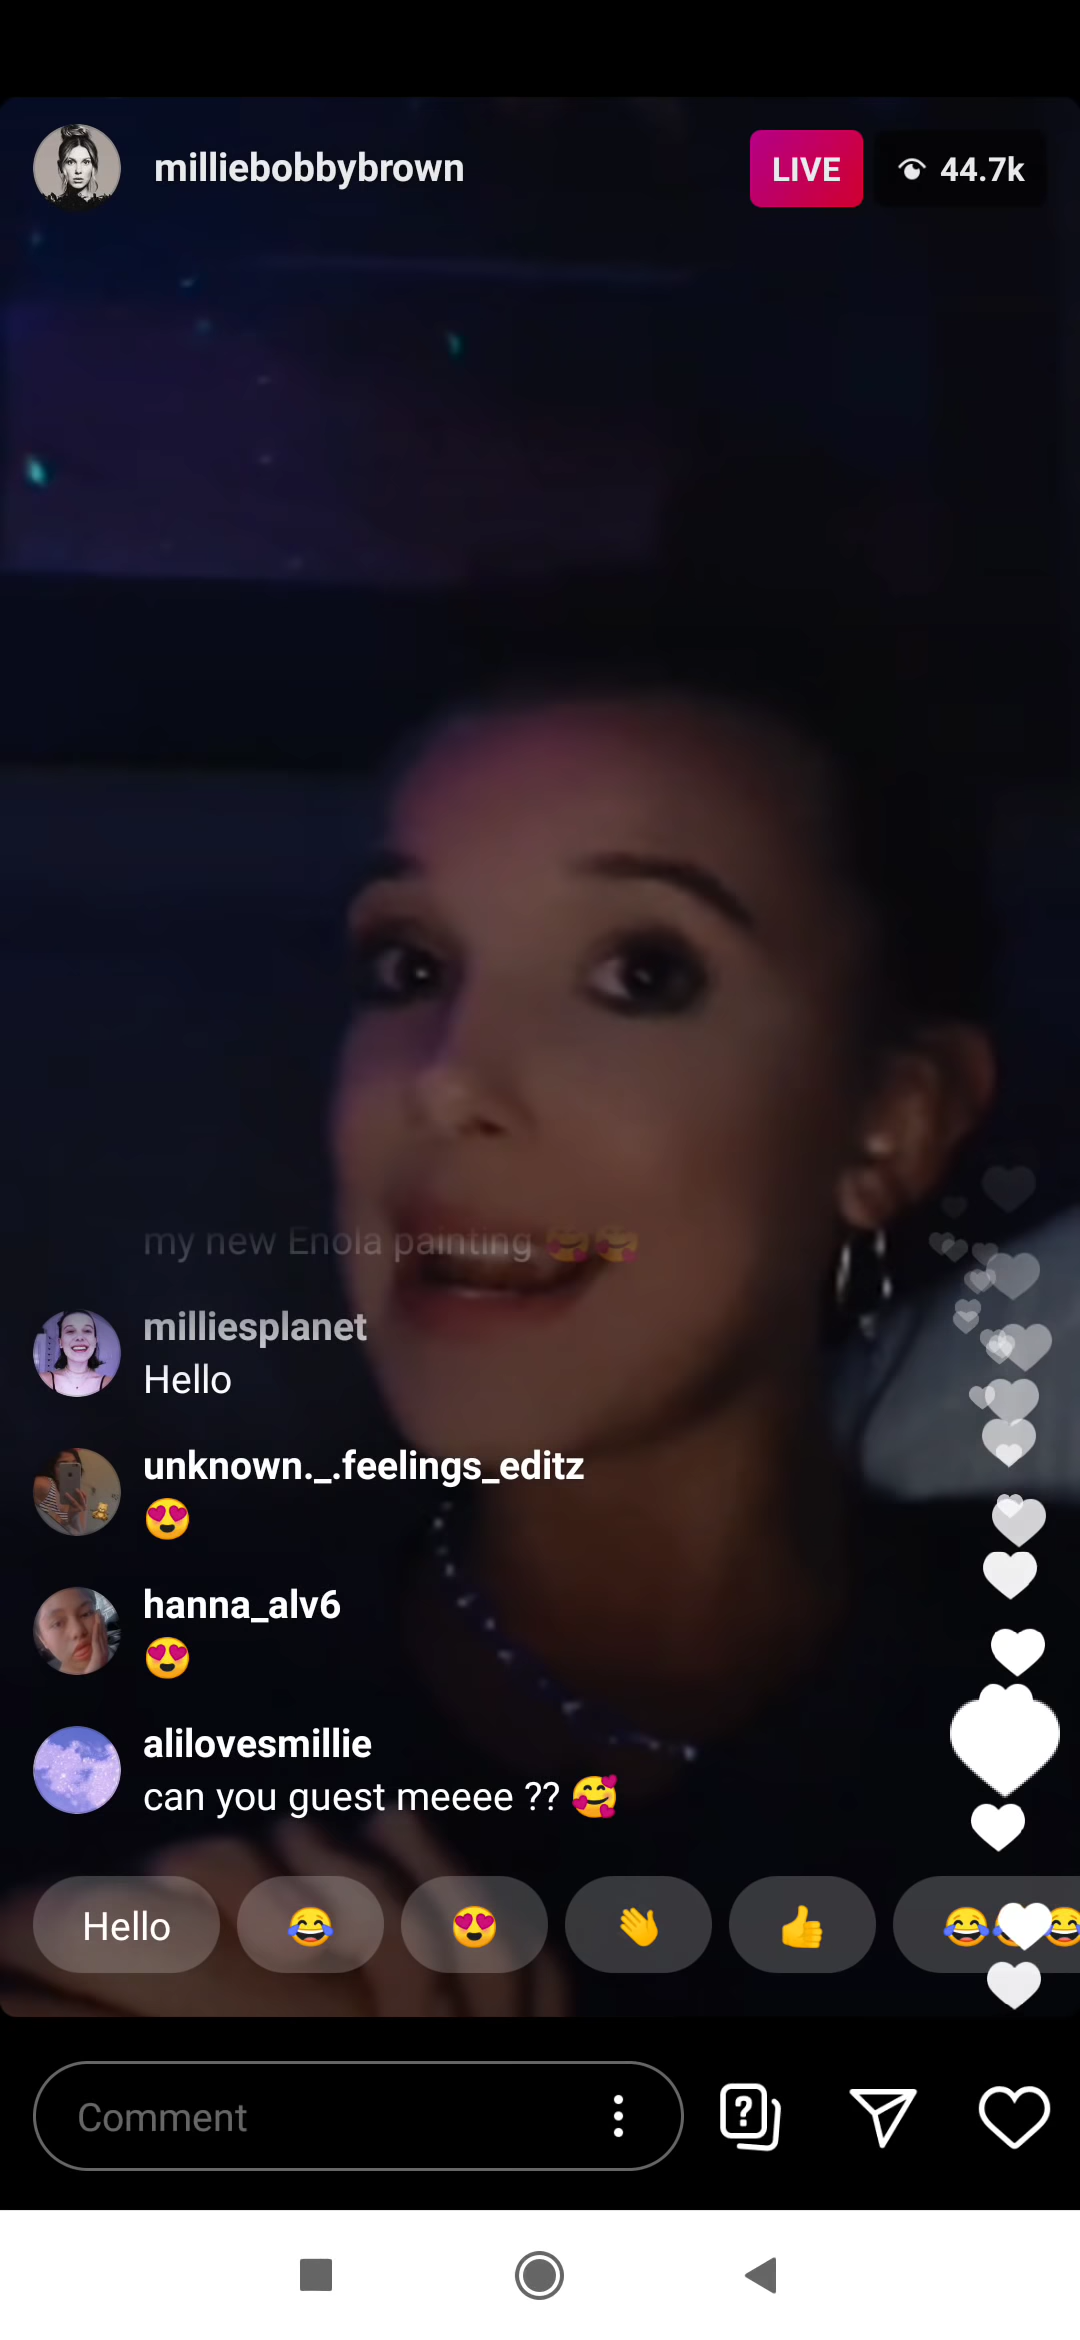 milliebobbybrown
LIVE
44.7k
my new Enola painting 🥰🥰
milliesplanet
Hello
unknown._.feelings_editz
😍
hanna_alv6
😍
alilovesmillie
can you guest meeee ?? 🥰
Hello 😂 😍 👋 👍 😂😂😂
Comment